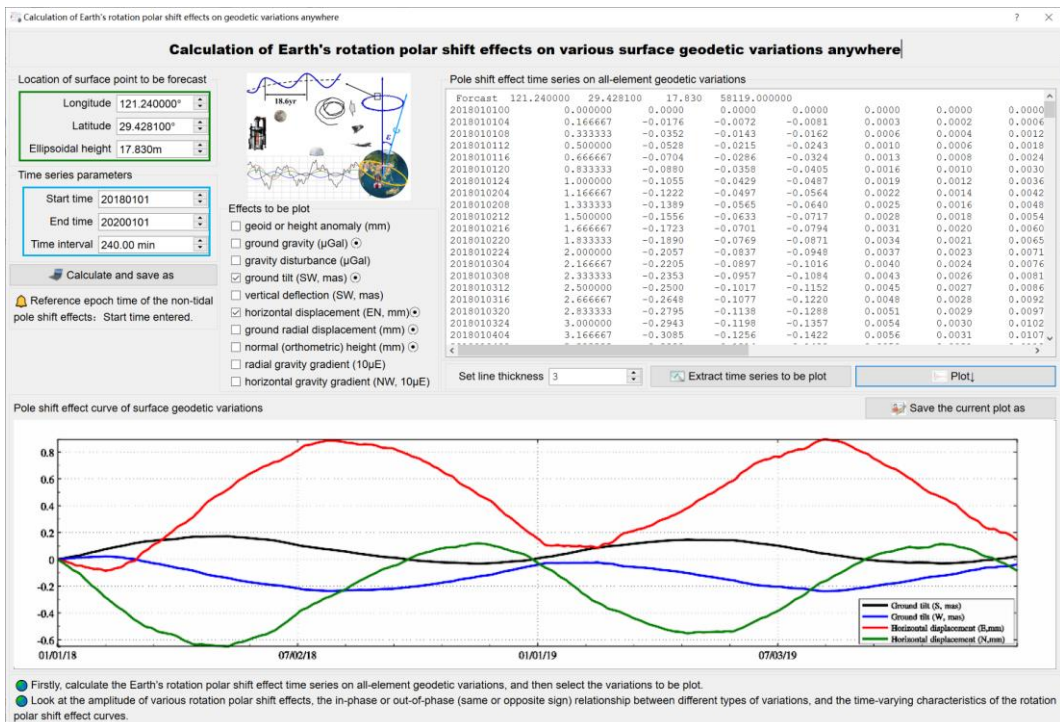 Calculation of Earth's rotation polar shift effects on geodetic variations anywhere
Calculation of Earth's rotation polar shift effects on various surface geodetic variations anywhere
Location of surface point to be forecast
Longitude 121.240000°
Latitude 29.428100°
Ellipsoidal height 17.830m
Time series parameters
Start time 20180101
End time 20200101
Time interval 240.00 min
Calculate and save as
Reference epoch time of the non-tidal
pole shift effects: Start time entered.
18.6yr
Effects to be plot
geoid or height anomaly (mm)
ground gravity (μGal)
gravity disturbance (μGal)
ground tilt (SW, mas)
vertical deflection (SW, mas)
horizontal displacement (EN, mm)
ground radial displacement (mm)
normal (orthometric) height (mm)
radial gravity gradient (10μE)
horizontal gravity gradient (NW, 10μE)
Pole shift effect time series on all-element geodetic variations
Forcast 121.240000 29.428100 17.830 58119.000000
2018010100 0.000000 0.0000 0.0000 0.0000 0.0000 0.0000 0.0000
2018010104 0.166667 -0.0176 -0.0072 -0.0081 0.0003 0.0002 0.0006
2018010108 0.333333 -0.0352 -0.0143 -0.0162 0.0006 0.0004 0.0012
2018010112 0.500000 -0.0528 -0.0215 -0.0243 0.0010 0.0006 0.0018
2018010116 0.666667 -0.0704 -0.0286 -0.0324 0.0013 0.0008 0.0024
2018010120 0.833333 -0.0880 -0.0358 -0.0405 0.0016 0.0010 0.0030
2018010124 1.000000 -0.1055 -0.0429 -0.0487 0.0019 0.0012 0.0036
2018010204 1.166667 -0.1222 -0.0497 -0.0564 0.0022 0.0014 0.0042
2018010208 1.333333 -0.1389 -0.0565 -0.0640 0.0025 0.0016 0.0048
2018010212 1.500000 -0.1556 -0.0633 -0.0717 0.0028 0.0018 0.0054
2018010216 1.666667 -0.1723 -0.0701 -0.0794 0.0031 0.0020 0.0060
2018010220 1.833333 -0.1890 -0.0769 -0.0871 0.0034 0.0021 0.0065
2018010224 2.000000 -0.2057 -0.0837 -0.0948 0.0037 0.0023 0.0071
2018010304 2.166667 -0.2205 -0.0897 -0.1016 0.0040 0.0024 0.0076
2018010308 2.333333 -0.2353 -0.0957 -0.1084 0.0043 0.0026 0.0081
2018010312 2.500000 -0.2500 -0.1017 -0.1152 0.0045 0.0027 0.0086
2018010316 2.666667 -0.2648 -0.1077 -0.1220 0.0048 0.0028 0.0092
2018010320 2.833333 -0.2795 -0.1138 -0.1288 0.0051 0.0029 0.0097
2018010324 3.000000 -0.2943 -0.1198 -0.1357 0.0054 0.0030 0.0102
2018010404 3.166667 -0.3085 -0.1256 -0.1422 0.0056 0.0031 0.0107
Set line thickness 3
Extract time series to be plot
Plot↓
Pole shift effect curve of surface geodetic variations
Save the current plot as
0.8
0.6
0.4
0.2
0
-0.2
-0.4
-0.6
01/01/18 07/02/18 01/01/19 07/03/19
Ground tilt (S, mas)
Ground tilt (W, mas)
Horizontal displacement (E,mm)
Horizontal displacement (N,mm)
Firstly, calculate the Earth's rotation polar shift effect time series on all-element geodetic variations, and then select the variations to be plot.
Look at the amplitude of various rotation polar shift effects, the in-phase or out-of-phase (same or opposite sign) relationship between different types of variations, and the time-varying characteristics of the rotation
polar shift effect curves.